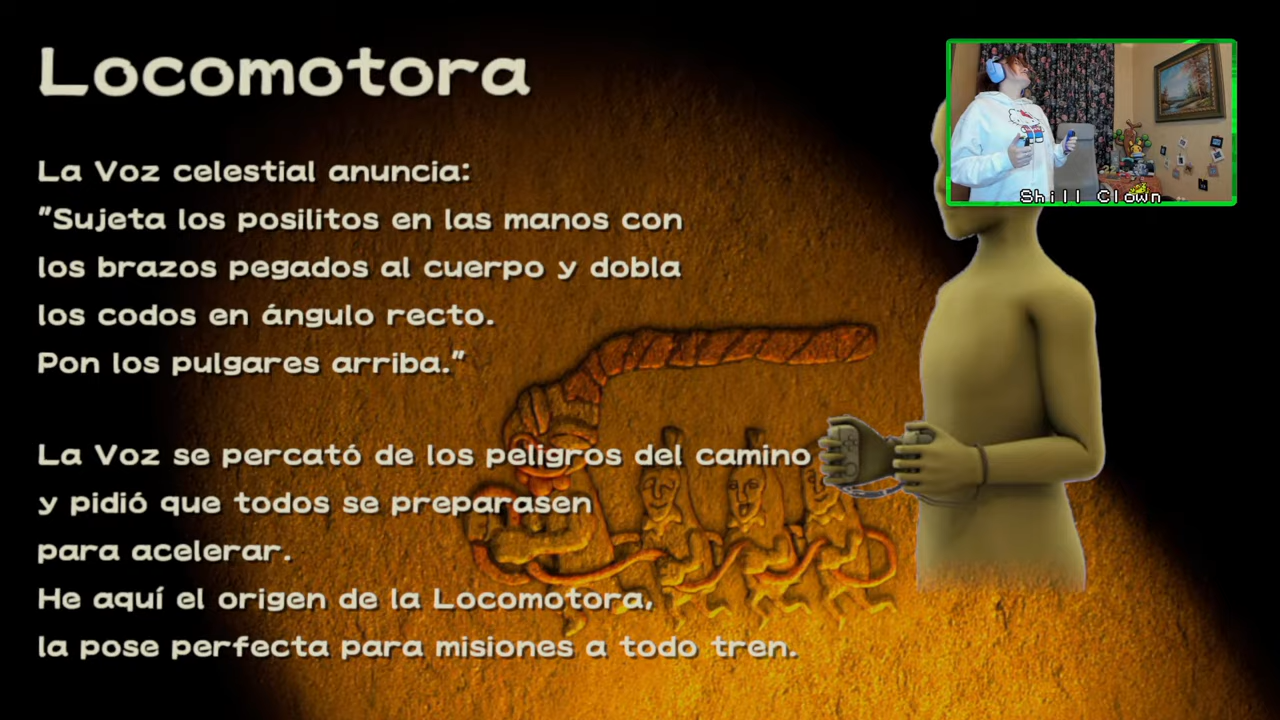 Locomotora
La Voz celestial anuncia:
"Sujeta los posilitos en las manos con
los brazos pegados al cuerpo y dobla
los codos en ángulo recto.
Pon los pulgares arriba."
La Voz se percató de los peligros del camino
y pidió que todos se preparasen
para acelerar.
He aquí el origen de la Locomotora,
la pose perfecta para misiones a todo tren.
Shill Clown